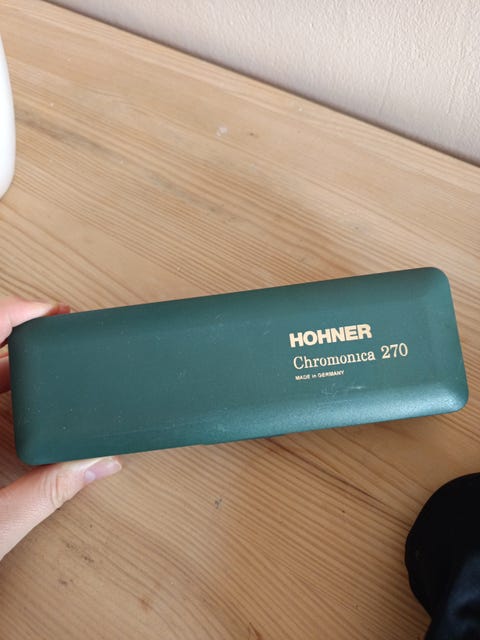 HOHNER
Chromonica 270
MADE in GERMANY